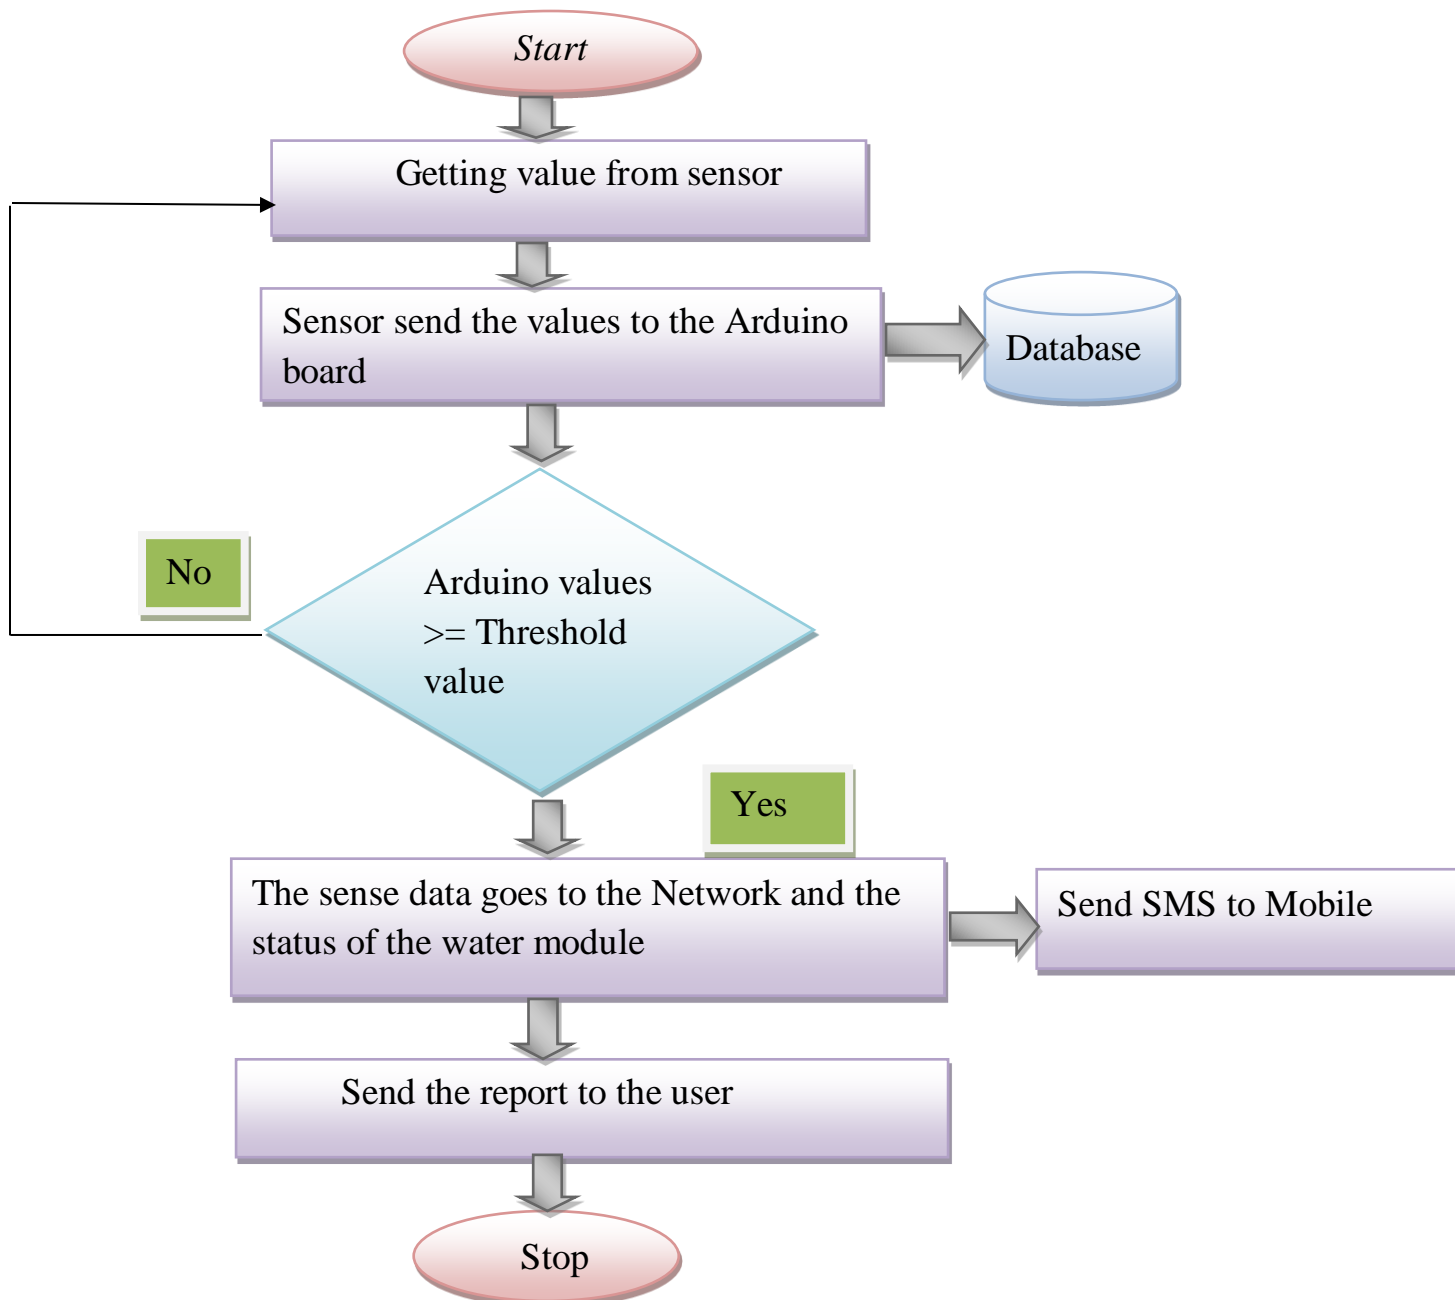 Start
Getting value from sensor
Sensor send the values to the Arduino
board
Database
No
Arduino values
>= Threshold
value
Yes
The sense data goes to the Network and the
status of the water module
Send SMS to Mobile
Send the report to the user
Stop